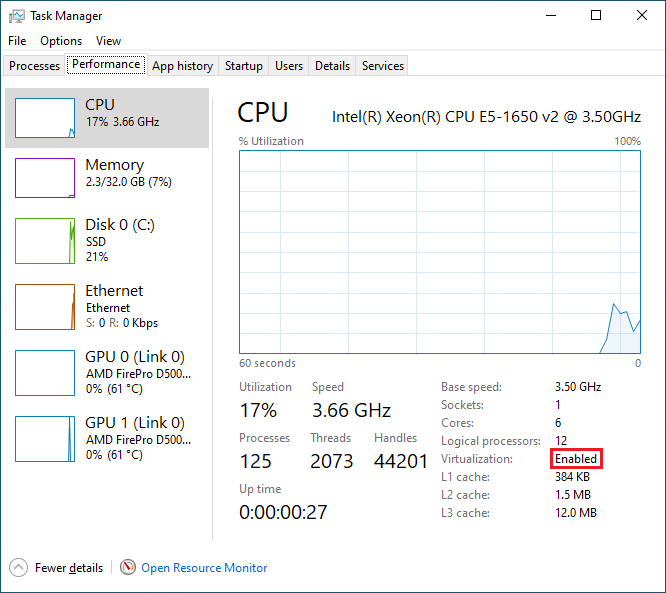 Task Manager
File Options View
Processes Performance App history Startup Users Details Services
CPU
17% 3.66 GHz
Memory
2.3/32.0 GB (7%)
Disk 0 (C:)
SSD
21%
Ethernet
Ethernet
S: 0 R: 0 Kbps
GPU 0 (Link 0)
AMD FirePro D500...
0% (61 °C)
GPU 1 (Link 0)
AMD FirePro D500...
0% (61 °C)
CPU Intel(R) Xeon(R) CPU E5-1650 v2 @ 3.50GHz
% Utilization 100%
60 seconds 0
Utilization Speed
17% 3.66 GHz
Processes Threads Handles
125 2073 44201
Up time
0:00:00:27
Base speed: 3.50 GHz
Sockets: 1
Cores: 6
Logical processors: 12
Virtualization: Enabled
L1 cache: 384 KB
L2 cache: 1.5 MB
L3 cache: 12.0 MB
Fewer details Open Resource Monitor